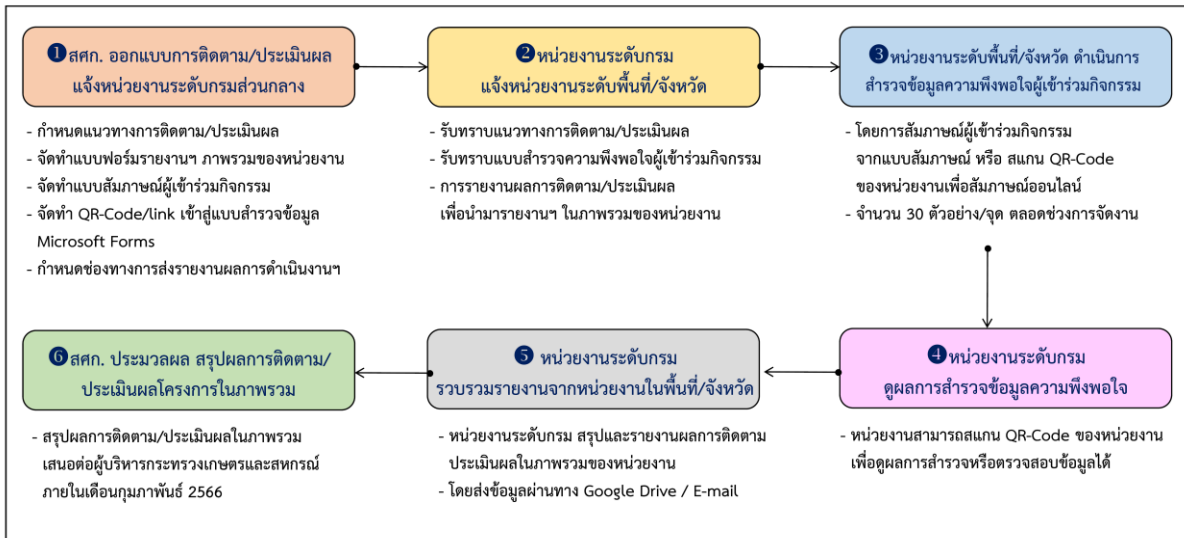 ❶สศก. ออกแบบการติดตาม/ประเมินผล
แจ้งหน่วยงานระดับกรมส่วนกลาง
- กำหนดแนวทางการติดตาม/ประเมินผล
- จัดทำแบบฟอร์มรายงานฯ ภาพรวมของหน่วยงาน
- จัดทำแบบสัมภาษณ์ผู้เข้าร่วมกิจกรรม
- จัดทำ QR-Code/link เข้าสู่แบบสำรวจข้อมูล
Microsoft Forms
- กำหนดช่องทางการส่งรายงานผลการดำเนินงานฯ
❷หน่วยงานระดับกรม
แจ้งหน่วยงานระดับพื้นที่/จังหวัด
- รับทราบแนวทางการติดตาม/ประเมินผล
- รับทราบแบบสำรวจความพึงพอใจผู้เข้าร่วมกิจกรรม
- การรายงานผลการติดตาม/ประเมินผล
เพื่อนำมารายงานฯ ในภาพรวมของหน่วยงาน
❸หน่วยงานระดับพื้นที่/จังหวัด ดำเนินการ
สำรวจข้อมูลความพึงพอใจผู้เข้าร่วมกิจกรรม
- โดยการสัมภาษณ์ผู้เข้าร่วมกิจกรรม
จากแบบสัมภาษณ์ หรือ สแกน QR-Code
ของหน่วยงานเพื่อสัมภาษณ์ออนไลน์
- จำนวน 30 ตัวอย่าง/จุด ตลอดช่วงการจัดงาน
❹หน่วยงานระดับกรม
ดูผลการสำรวจข้อมูลความพึงพอใจ
- หน่วยงานสามารถสแกน QR-Code ของหน่วยงาน
เพื่อดูผลการสำรวจหรือตรวจสอบข้อมูลได้
❺ หน่วยงานระดับกรม
รวบรวมรายงานจากหน่วยงานในพื้นที่/จังหวัด
- หน่วยงานระดับกรม สรุปและรายงานผลการติดตาม
ประเมินผลในภาพรวมของหน่วยงาน
- โดยส่งข้อมูลผ่านทาง Google Drive / E-mail
❻สศก. ประมวลผล สรุปผลการติดตาม/
ประเมินผลโครงการในภาพรวม
- สรุปผลการติดตาม/ประเมินผลในภาพรวม
เสนอต่อผู้บริหารกระทรวงเกษตรและสหกรณ์
ภายในเดือนกุมภาพันธ์ 2566